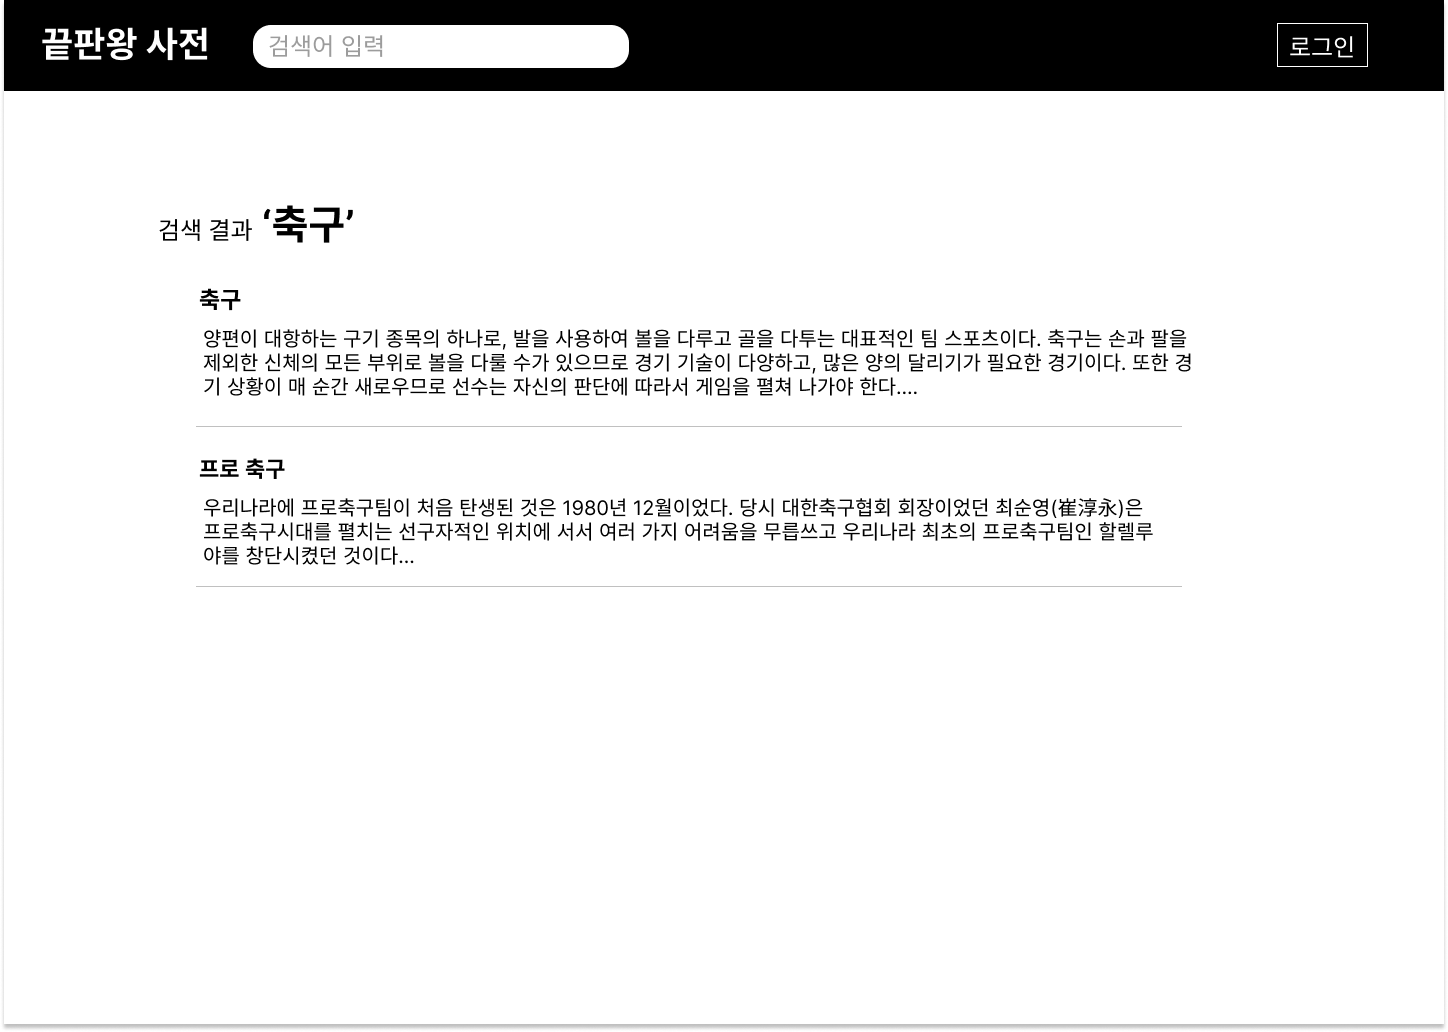 끝판왕 사전
검색어 입력
로그인
검색 결과 ‘축구’
축구
양편이 대항하는 구기 종목의 하나로, 발을 사용하여 볼을 다루고 골을 다투는 대표적인 팀 스포츠이다. 축구는 손과 팔을
제외한 신체의 모든 부위로 볼을 다룰 수가 있으므로 경기 기술이 다양하고, 많은 양의 달리기가 필요한 경기이다. 또한 경
기 상황이 매 순간 새로우므로 선수는 자신의 판단에 따라서 게임을 펼쳐 나가야 한다....
프로 축구
우리나라에 프로축구팀이 처음 탄생된 것은 1980년 12월이었다. 당시 대한축구협회 회장이었던 최순영(崔淳永)은
프로축구시대를 펼치는 선구자적인 위치에 서서 여러 가지 어려움을 무릅쓰고 우리나라 최초의 프로축구팀인 할렐루
야를 창단시켰던 것이다...